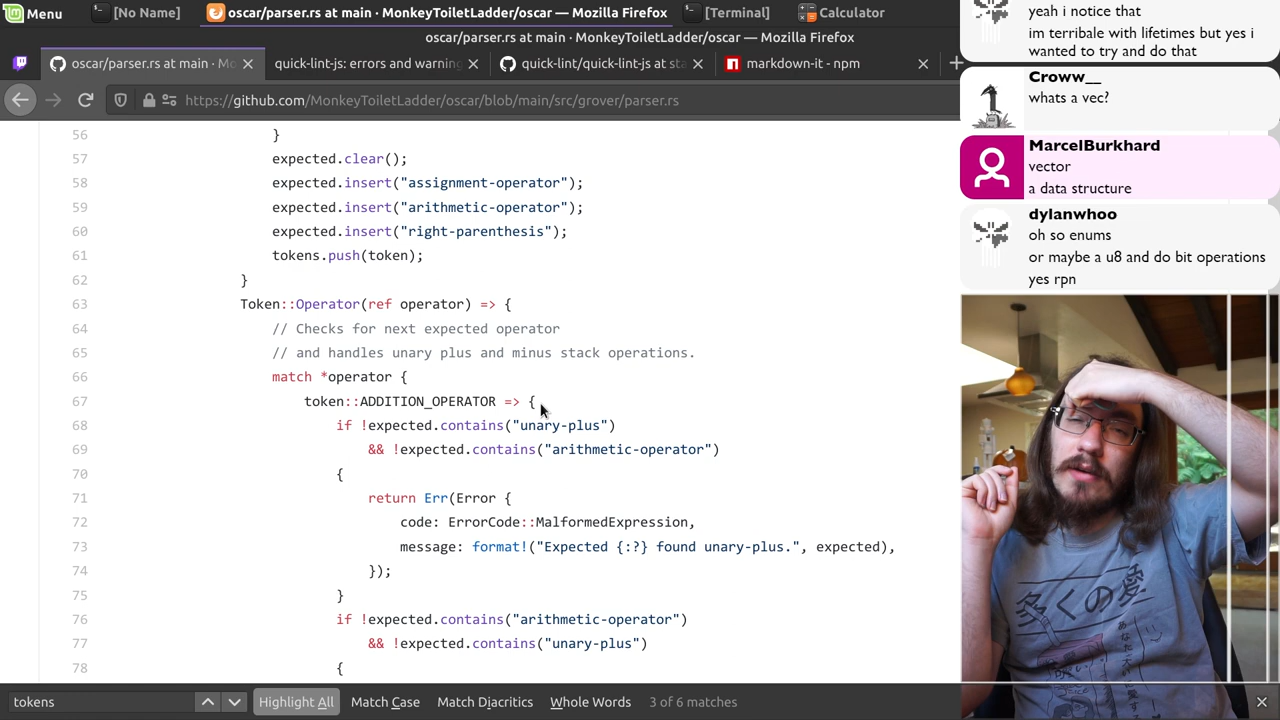 Menu
[No Name]
oscar/parser.rs at main · MonkeyToiletLadder/oscar — Mozilla Firefox
[Terminal]
Calculator
oscar/parser.rs at main · MonkeyToiletLadder/oscar — Mozilla Firefox
oscar/parser.rs at main · Mo
quick-lint-js: errors and warning
quick-lint/quick-lint-js at sta
markdown-it - npm
https://github.com/MonkeyToiletLadder/oscar/blob/main/src/grover/parser.rs
56 }
57 expected.clear();
58 expected.insert("assignment-operator");
59 expected.insert("arithmetic-operator");
60 expected.insert("right-parenthesis");
61 tokens.push(token);
62 }
63 Token::Operator(ref operator) => {
64 // Checks for next expected operator
65 // and handles unary plus and minus stack operations.
66 match *operator {
67 token::ADDITION_OPERATOR => {
68 if !expected.contains("unary-plus")
69 && !expected.contains("arithmetic-operator")
70 {
71 return Err(Error {
72 code: ErrorCode::MalformedExpression,
73 message: format!("Expected {:?} found unary-plus.", expected),
74 });
75 }
76 if !expected.contains("arithmetic-operator")
77 && !expected.contains("unary-plus")
78 {
tokens
Highlight All
Match Case
Match Diacritics
Whole Words
3 of 6 matches
yeah i notice that
im terribale with lifetimes but yes i
wanted to try and do that
Croww__
whats a vec?
MarcelBurkhard
vector
a data structure
dylanwhoo
oh so enums
or maybe a u8 and do bit operations
yes rpn
多くの愛